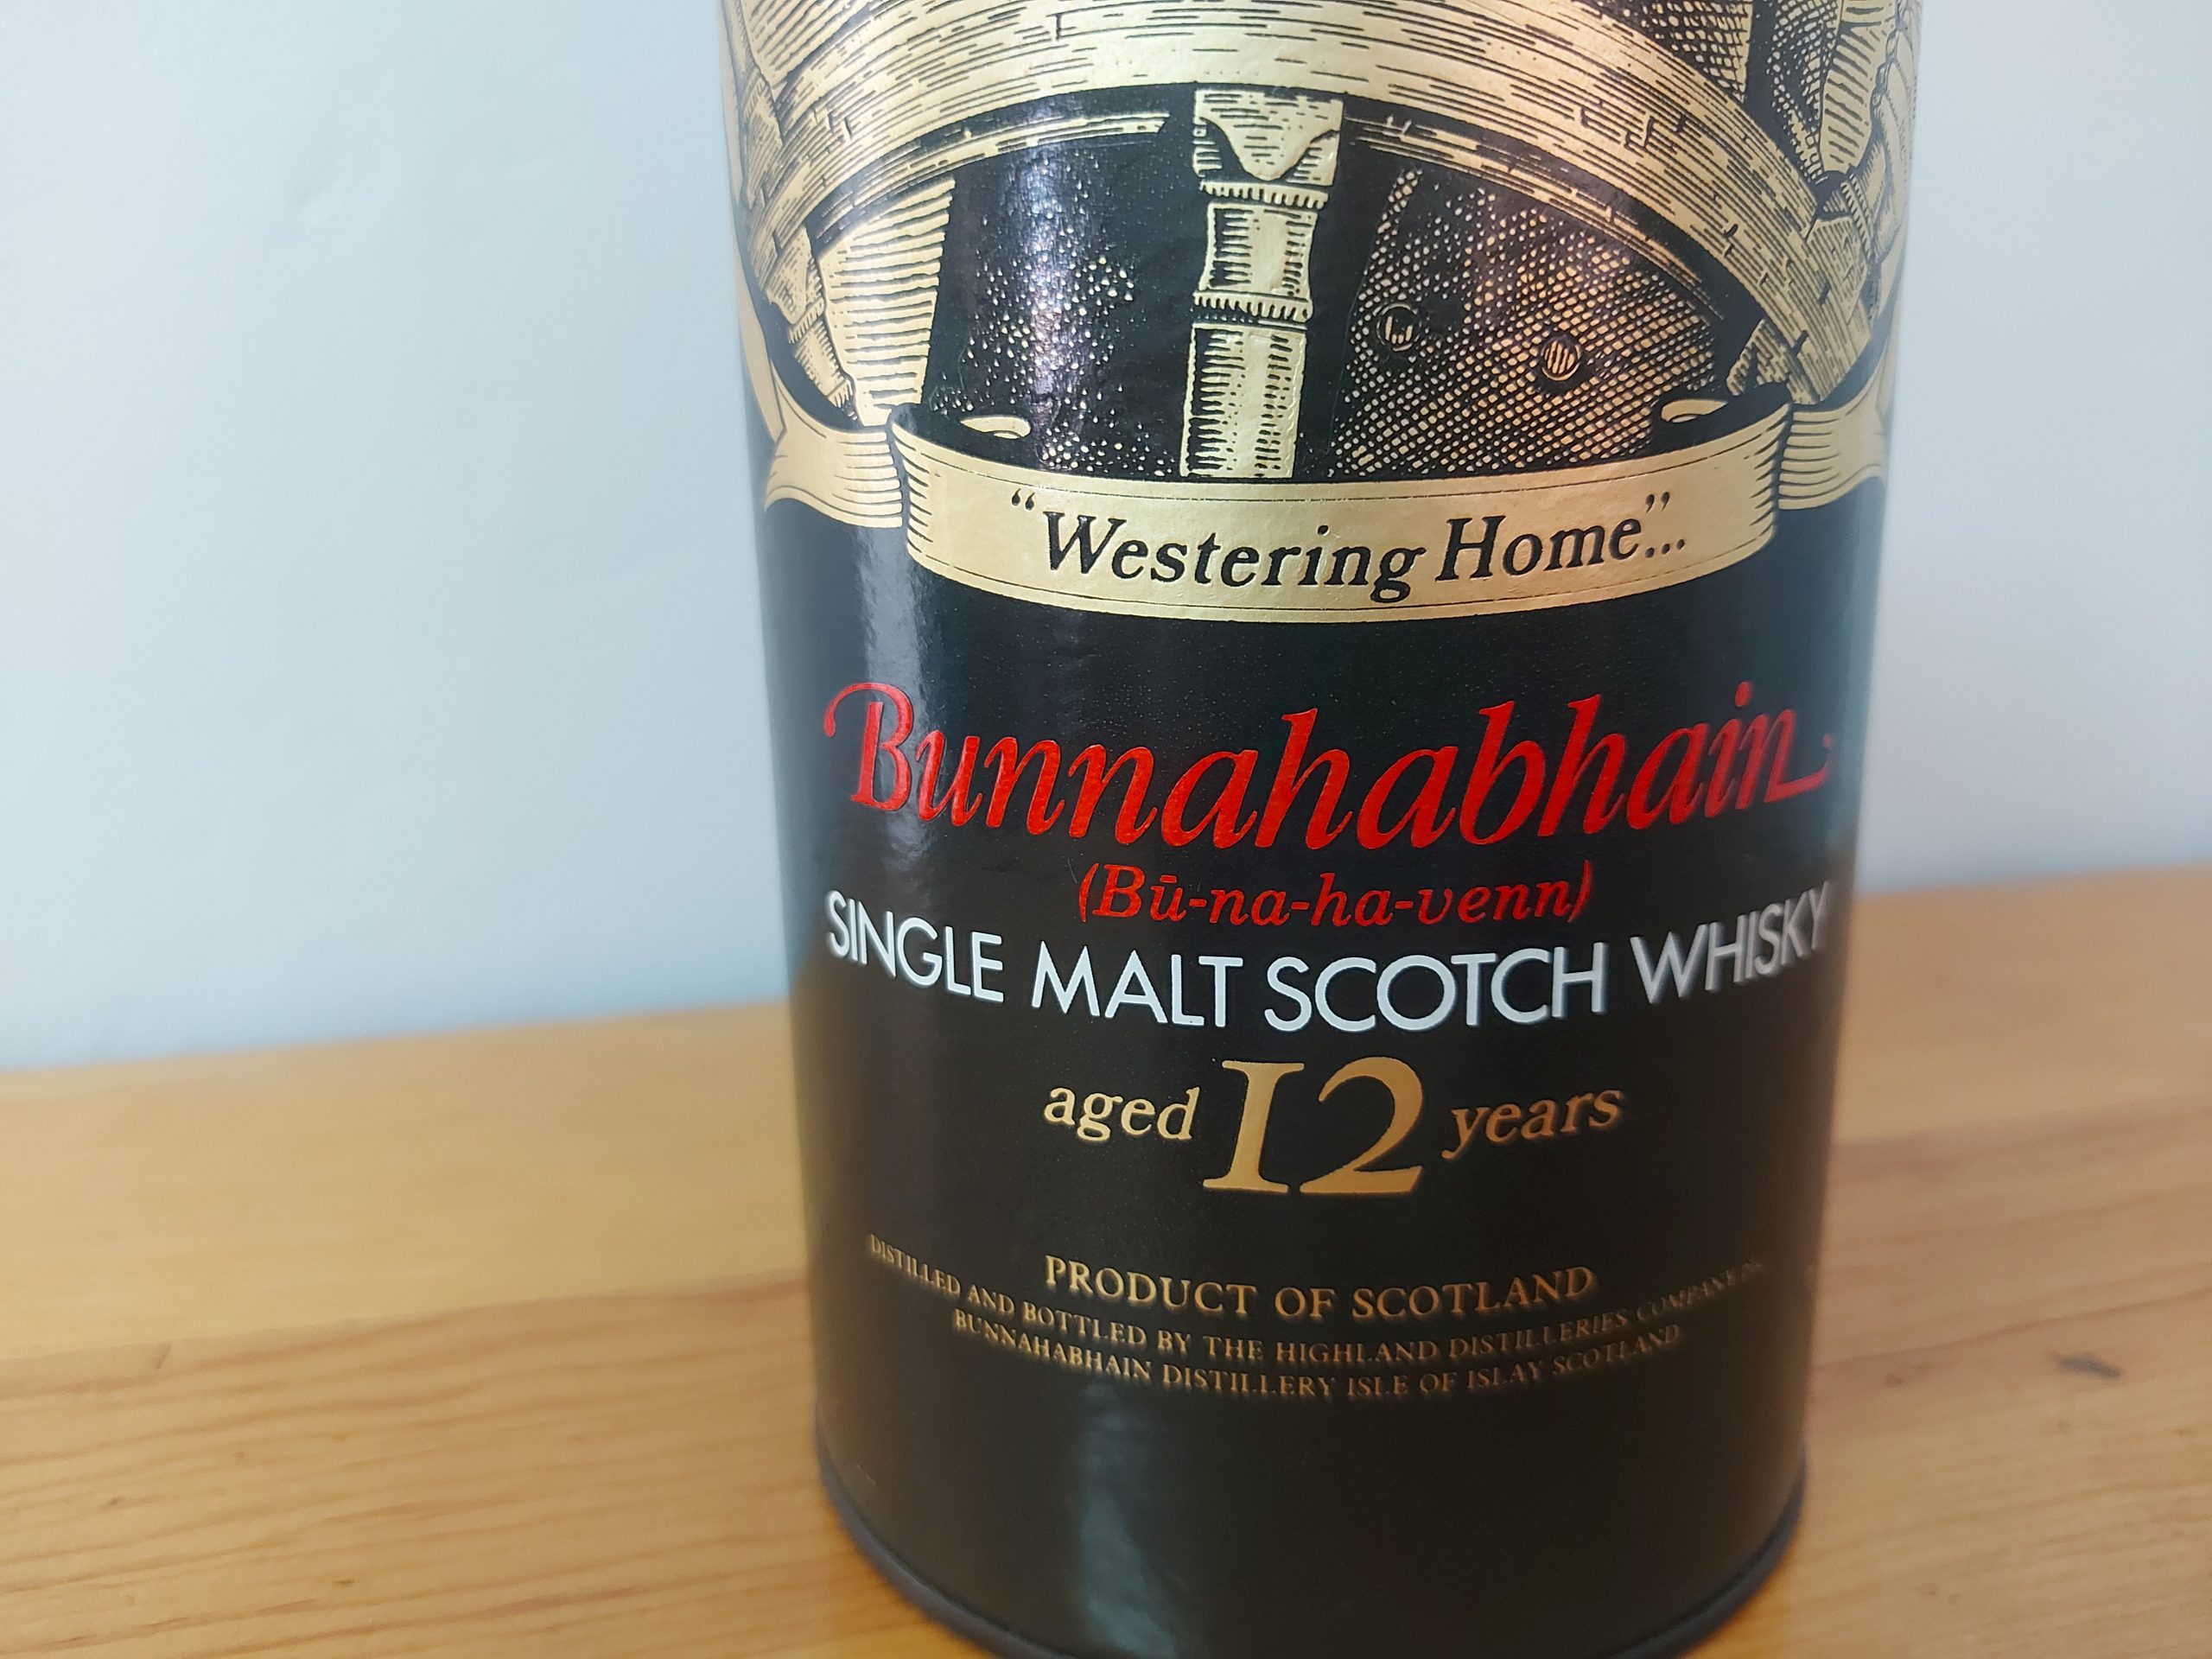 “Westering Home”...
Bunnahabhain
(Bū-na-ha-venn)
SINGLE MALT SCOTCH WHISKY
aged 12 years
PRODUCT OF SCOTLAND
DISTILLED AND BOTTLED BY THE HIGHLAND DISTILLERIES COMPANY
BUNNAHABHAIN DISTILLERY ISLE OF ISLAY SCOTLAND